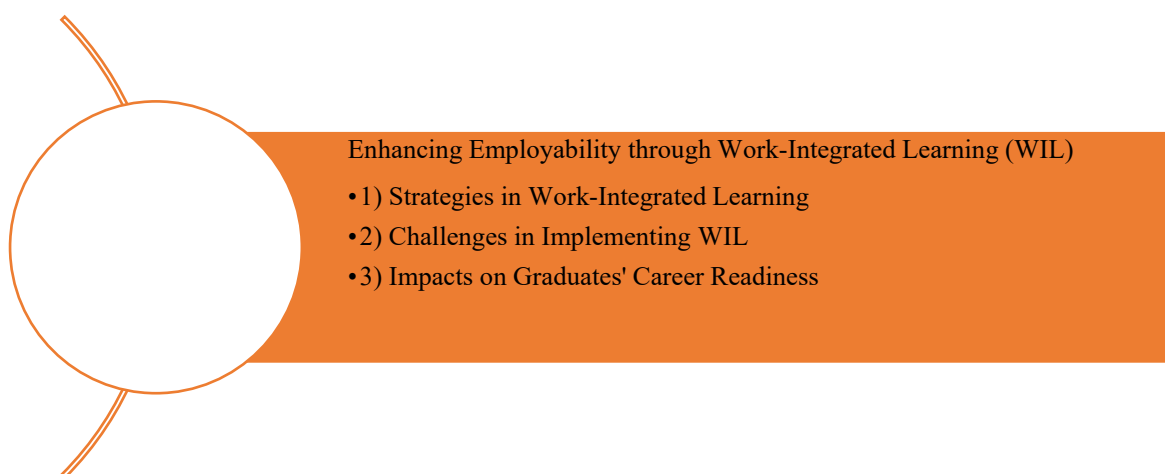 Enhancing Employability through Work-Integrated Learning (WIL)
•1) Strategies in Work-Integrated Learning
•2) Challenges in Implementing WIL
•3) Impacts on Graduates' Career Readiness